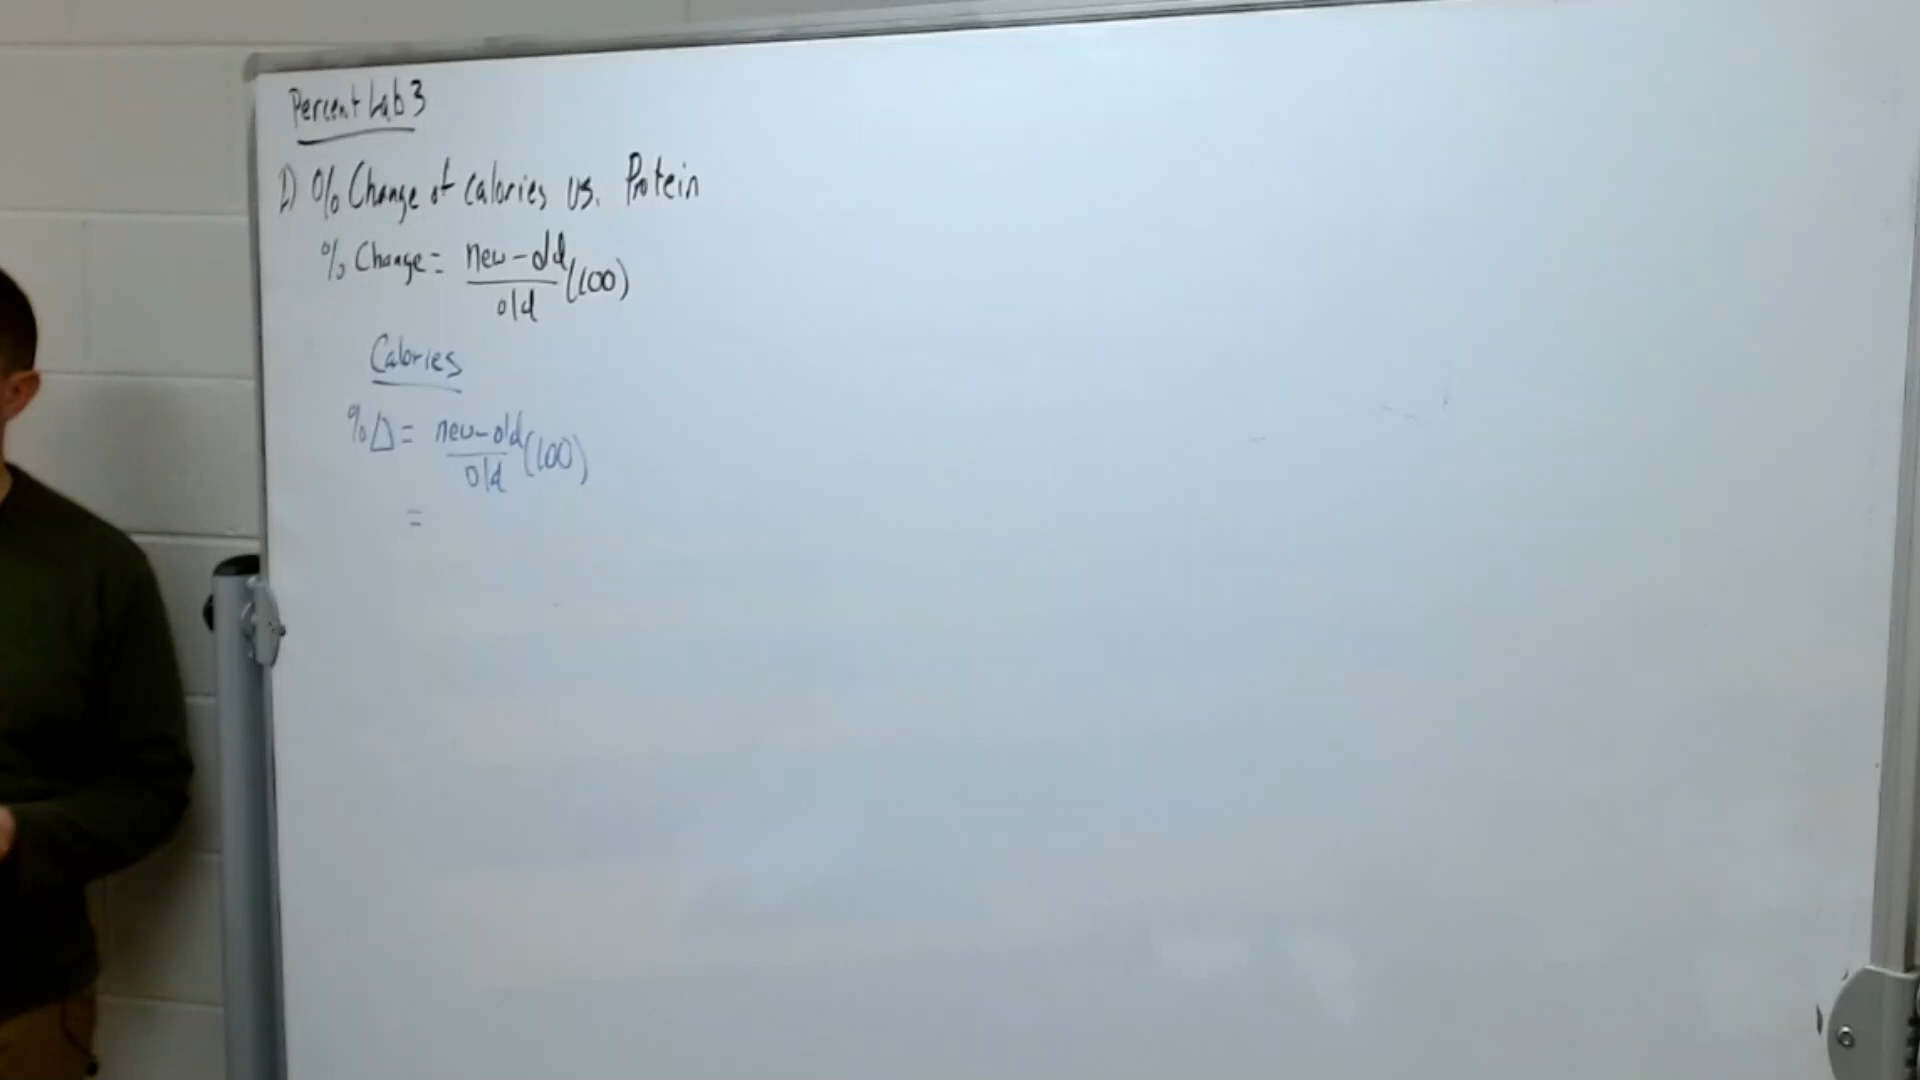 Percent Lab 3
1) % Change of Calories vs. Protein
% Change = new - old / old (100)
Calories
%Δ = new - old / old (100)
=